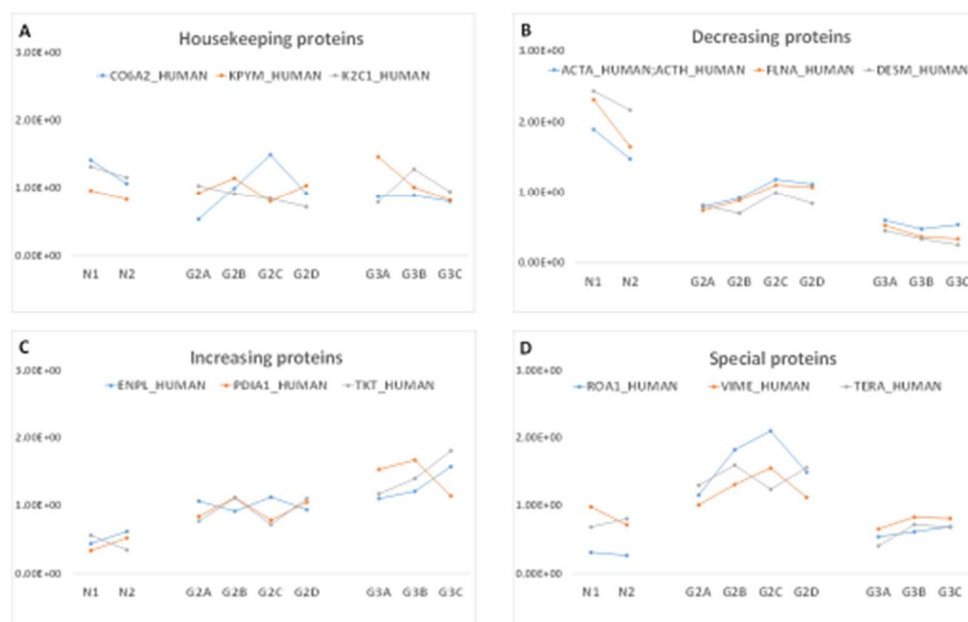 A
Housekeeping proteins
3.00E+00
CO6A2_HUMAN KPYM_HUMAN K2C1_HUMAN
2.00E+00
1.00E+00
0.00E+00
N1 N2 G2A G2B G2C G2D G3A G3B G3C
B
Decreasing proteins
3.00E+00
ACTA_HUMAN;ACTH_HUMAN FLNA_HUMAN DESM_HUMAN
2.00E+00
1.00E+00
0.00E+00
N1 N2 G2A G2B G2C G2D G3A G3B G3C
C
Increasing proteins
3.00E+00
ENPL_HUMAN PDIA1_HUMAN TKT_HUMAN
2.00E+00
1.00E+00
0.00E+00
N1 N2 G2A G2B G2C G2D G3A G3B G3C
D
Special proteins
3.00E+00
ROA1_HUMAN VIME_HUMAN TERA_HUMAN
2.00E+00
1.00E+00
0.00E+00
N1 N2 G2A G2B G2C G2D G3A G3B G3C